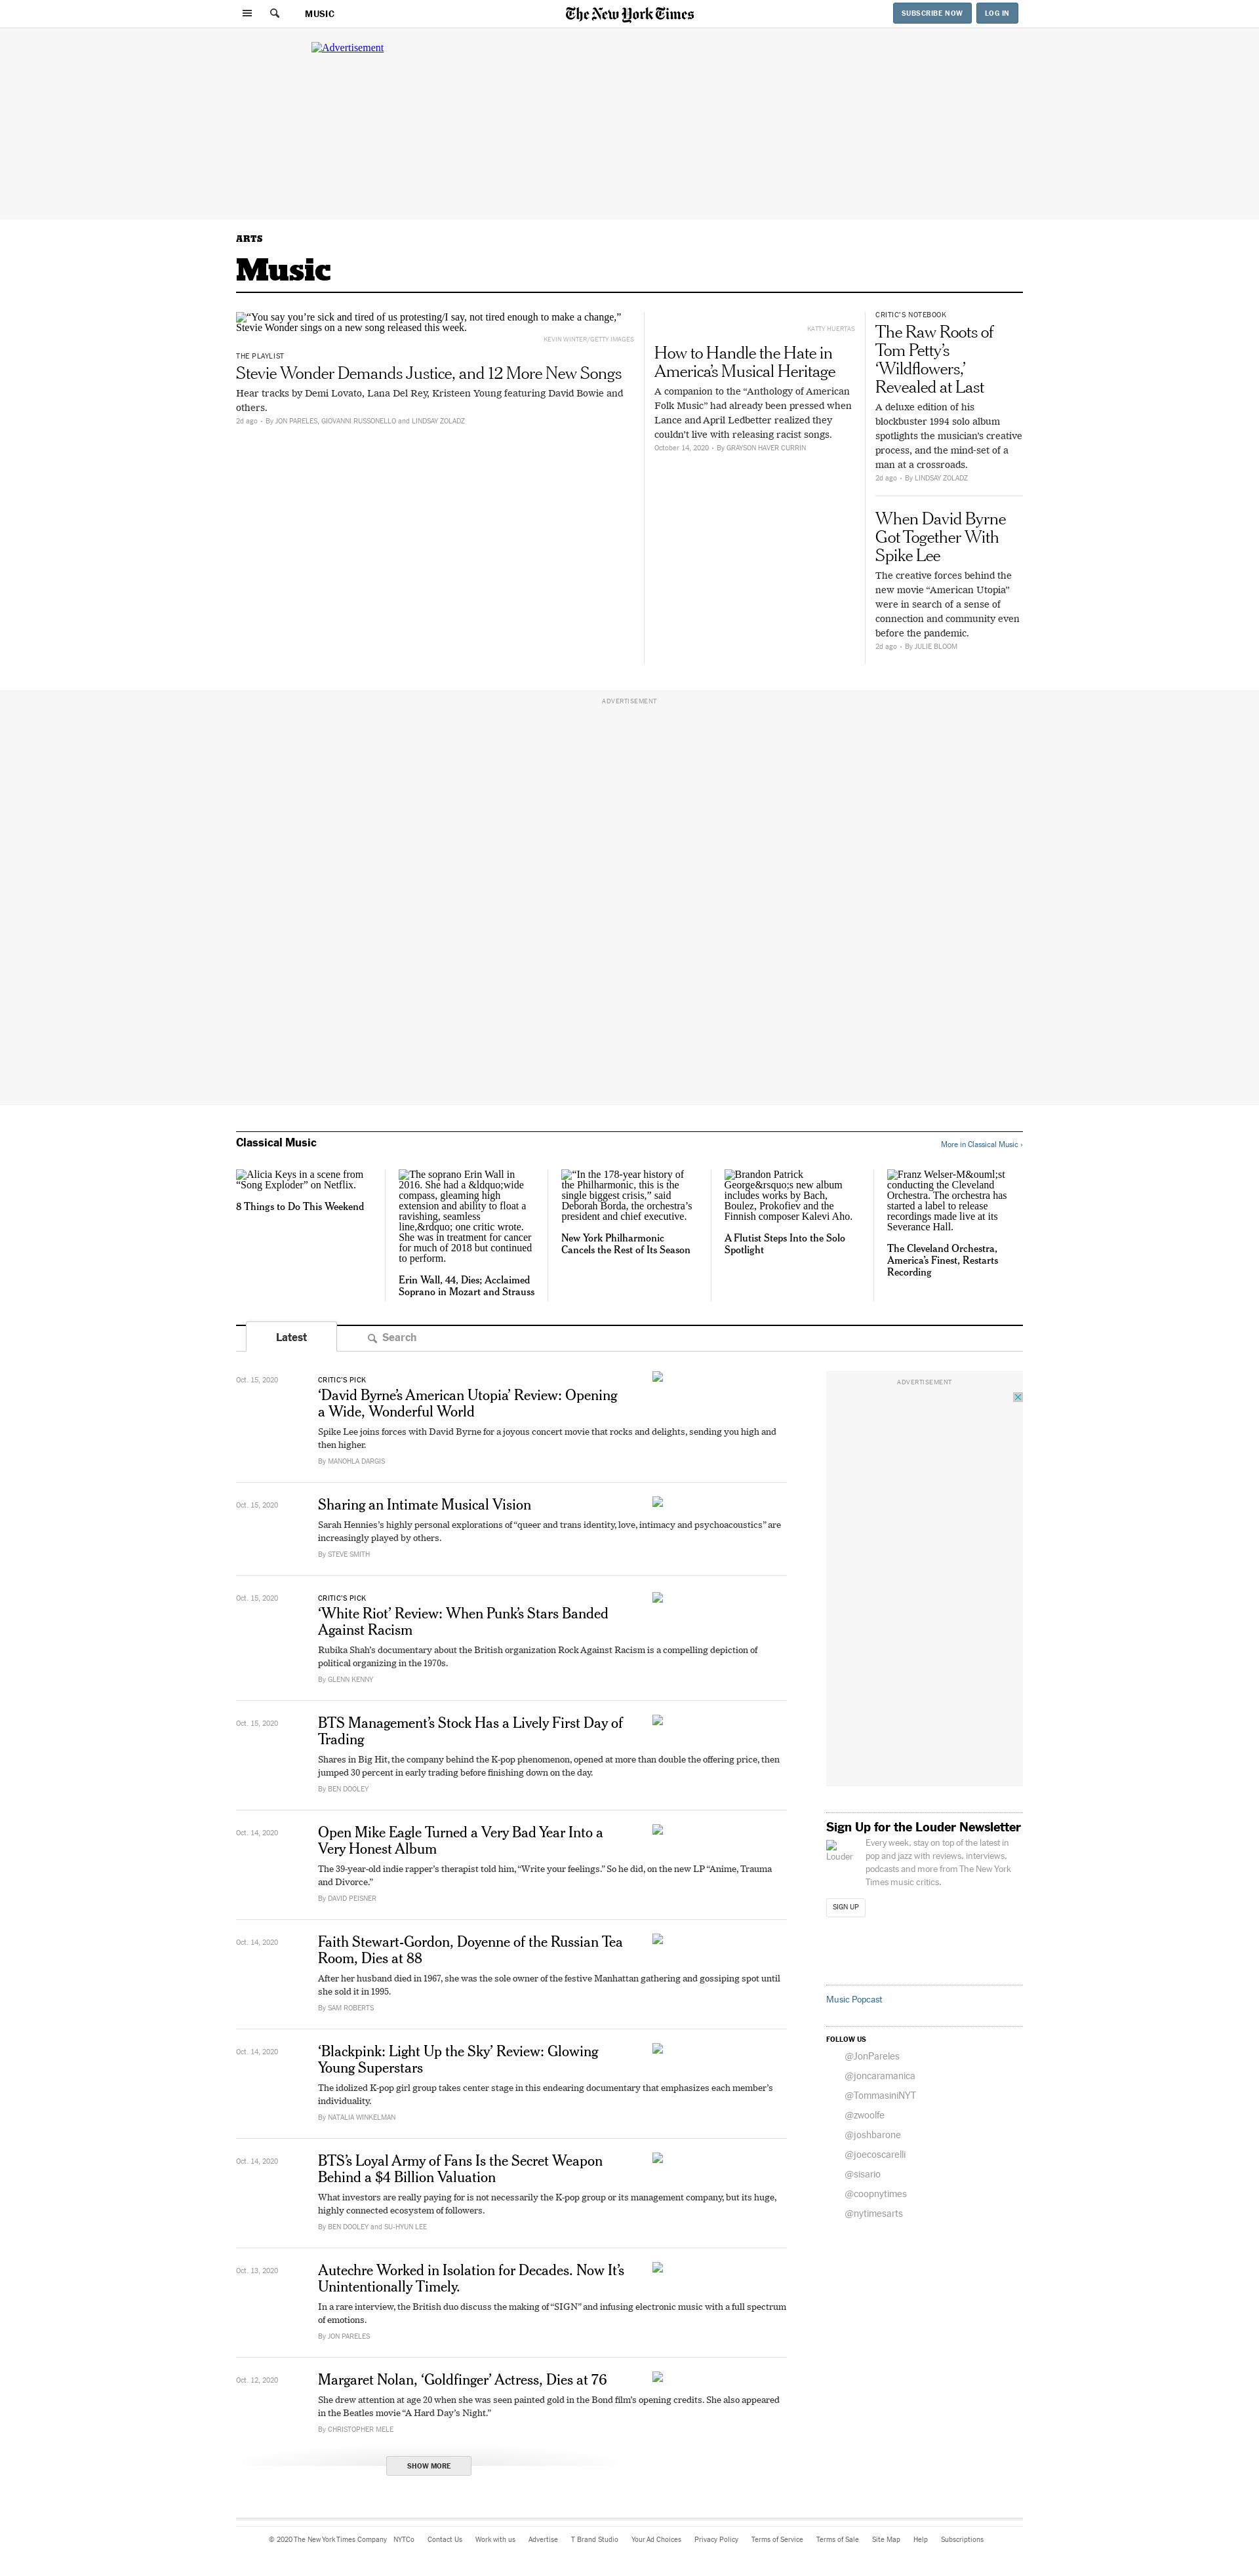 MUSIC
The New York Times
SUBSCRIBE NOW
LOG IN
Advertisement
ARTS
Music
“You say you’re sick and tired of us protesting/I say, not tired enough to make a change,”
Stevie Wonder sings on a new song released this week.
KEVIN WINTER/GETTY IMAGES
THE PLAYLIST
Stevie Wonder Demands Justice, and 12 More New Songs
Hear tracks by Demi Lovato, Lana Del Rey, Kristeen Young featuring David Bowie and
others.
2d ago • By JON PARELES, GIOVANNI RUSSONELLO and LINDSAY ZOLADZ
KATTY HUERTAS
How to Handle the Hate in
America’s Musical Heritage
A companion to the “Anthology of American
Folk Music” had already been pressed when
Lance and April Ledbetter realized they
couldn’t live with releasing racist songs.
October 14, 2020 • By GRAYSON HAVER CURRIN
CRITIC’S NOTEBOOK
The Raw Roots of
Tom Petty’s
‘Wildflowers,’
Revealed at Last
A deluxe edition of his
blockbuster 1994 solo album
spotlights the musician’s creative
process, and the mind-set of a
man at a crossroads.
2d ago • By LINDSAY ZOLADZ
When David Byrne
Got Together With
Spike Lee
The creative forces behind the
new movie “American Utopia”
were in search of a sense of
connection and community even
before the pandemic.
2d ago • By JULIE BLOOM
ADVERTISEMENT
Classical Music
More in Classical Music ›
Alicia Keys in a scene from
“Song Exploder” on Netflix.
8 Things to Do This Weekend
The soprano Erin Wall in
2016. She had a &ldquo;wide
compass, gleaming high
extension and ability to float a
ravishing, seamless
line,&rdquo; one critic wrote.
She was in treatment for cancer
for much of 2018 but continued
to perform.
Erin Wall, 44, Dies; Acclaimed
Soprano in Mozart and Strauss
“In the 178-year history of
the Philharmonic, this is the
single biggest crisis,” said
Deborah Borda, the orchestra’s
president and chief executive.
New York Philharmonic
Cancels the Rest of Its Season
Brandon Patrick
George&rsquo;s new album
includes works by Bach,
Boulez, Prokofiev and the
Finnish composer Kalevi Aho.
A Flutist Steps Into the Solo
Spotlight
Franz Welser-M&ouml;st
conducting the Cleveland
Orchestra. The orchestra has
started a label to release
recordings made live at its
Severance Hall.
The Cleveland Orchestra,
America’s Finest, Restarts
Recording
Latest
Search
Oct. 15, 2020
CRITIC’S PICK
‘David Byrne’s American Utopia’ Review: Opening
a Wide, Wonderful World
Spike Lee joins forces with David Byrne for a joyous concert movie that rocks and delights, sending you high and
then higher.
By MANOHLA DARGIS
Oct. 15, 2020
Sharing an Intimate Musical Vision
Sarah Hennies’s highly personal explorations of “queer and trans identity, love, intimacy and psychoacoustics” are
increasingly played by others.
By STEVE SMITH
Oct. 15, 2020
CRITIC’S PICK
‘White Riot’ Review: When Punk’s Stars Banded
Against Racism
Rubika Shah’s documentary about the British organization Rock Against Racism is a compelling depiction of
political organizing in the 1970s.
By GLENN KENNY
Oct. 15, 2020
BTS Management’s Stock Has a Lively First Day of
Trading
Shares in Big Hit, the company behind the K-pop phenomenon, opened at more than double the offering price, then
jumped 30 percent in early trading before finishing down on the day.
By BEN DOOLEY
Oct. 14, 2020
Open Mike Eagle Turned a Very Bad Year Into a
Very Honest Album
The 39-year-old indie rapper’s therapist told him, “Write your feelings.” So he did, on the new LP “Anime, Trauma
and Divorce.”
By DAVID PEISNER
Oct. 14, 2020
Faith Stewart-Gordon, Doyenne of the Russian Tea
Room, Dies at 88
After her husband died in 1967, she was the sole owner of the festive Manhattan gathering and gossiping spot until
she sold it in 1995.
By SAM ROBERTS
Oct. 14, 2020
‘Blackpink: Light Up the Sky’ Review: Glowing
Young Superstars
The idolized K-pop girl group takes center stage in this endearing documentary that emphasizes each member’s
individuality.
By NATALIA WINKELMAN
Oct. 14, 2020
BTS’s Loyal Army of Fans Is the Secret Weapon
Behind a $4 Billion Valuation
What investors are really paying for is not necessarily the K-pop group or its management company, but its huge,
highly connected ecosystem of followers.
By BEN DOOLEY and SU-HYUN LEE
Oct. 13, 2020
Autechre Worked in Isolation for Decades. Now It’s
Unintentionally Timely.
In a rare interview, the British duo discuss the making of “SIGN” and infusing electronic music with a full spectrum
of emotions.
By JON PARELES
Oct. 12, 2020
Margaret Nolan, ‘Goldfinger’ Actress, Dies at 76
She drew attention at age 20 when she was seen painted gold in the Bond film’s opening credits. She also appeared
in the Beatles movie “A Hard Day’s Night.”
By CHRISTOPHER MELE
SHOW MORE
ADVERTISEMENT
Sign Up for the Louder Newsletter
Louder
Every week, stay on top of the latest in
pop and jazz with reviews, interviews,
podcasts and more from The New York
Times music critics.
SIGN UP
Music Popcast
FOLLOW US
@JonPareles
@joncaramanica
@TommasiniNYT
@zwoolfe
@joshbarone
@joecoscarelli
@sisario
@coopnytimes
@nytimesarts
© 2020 The New York Times Company NYTCo Contact Us Work with us Advertise T Brand Studio Your Ad Choices Privacy Policy Terms of Service Terms of Sale Site Map Help Subscriptions